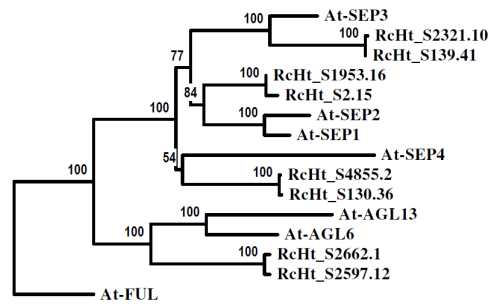 100 At-SEP3
100 RcHt_S2321.10
RcHt_S139.41
77
100 RcHt_S1953.16
84 RcHt_S2.15
100 At-SEP2
At-SEP1
100
At-SEP4
54
100 RcHt_S4855.2
RcHt_S130.36
100
100 At-AGL13
At-AGL6
100
100 RcHt_S2662.1
RcHt_S2597.12
At-FUL